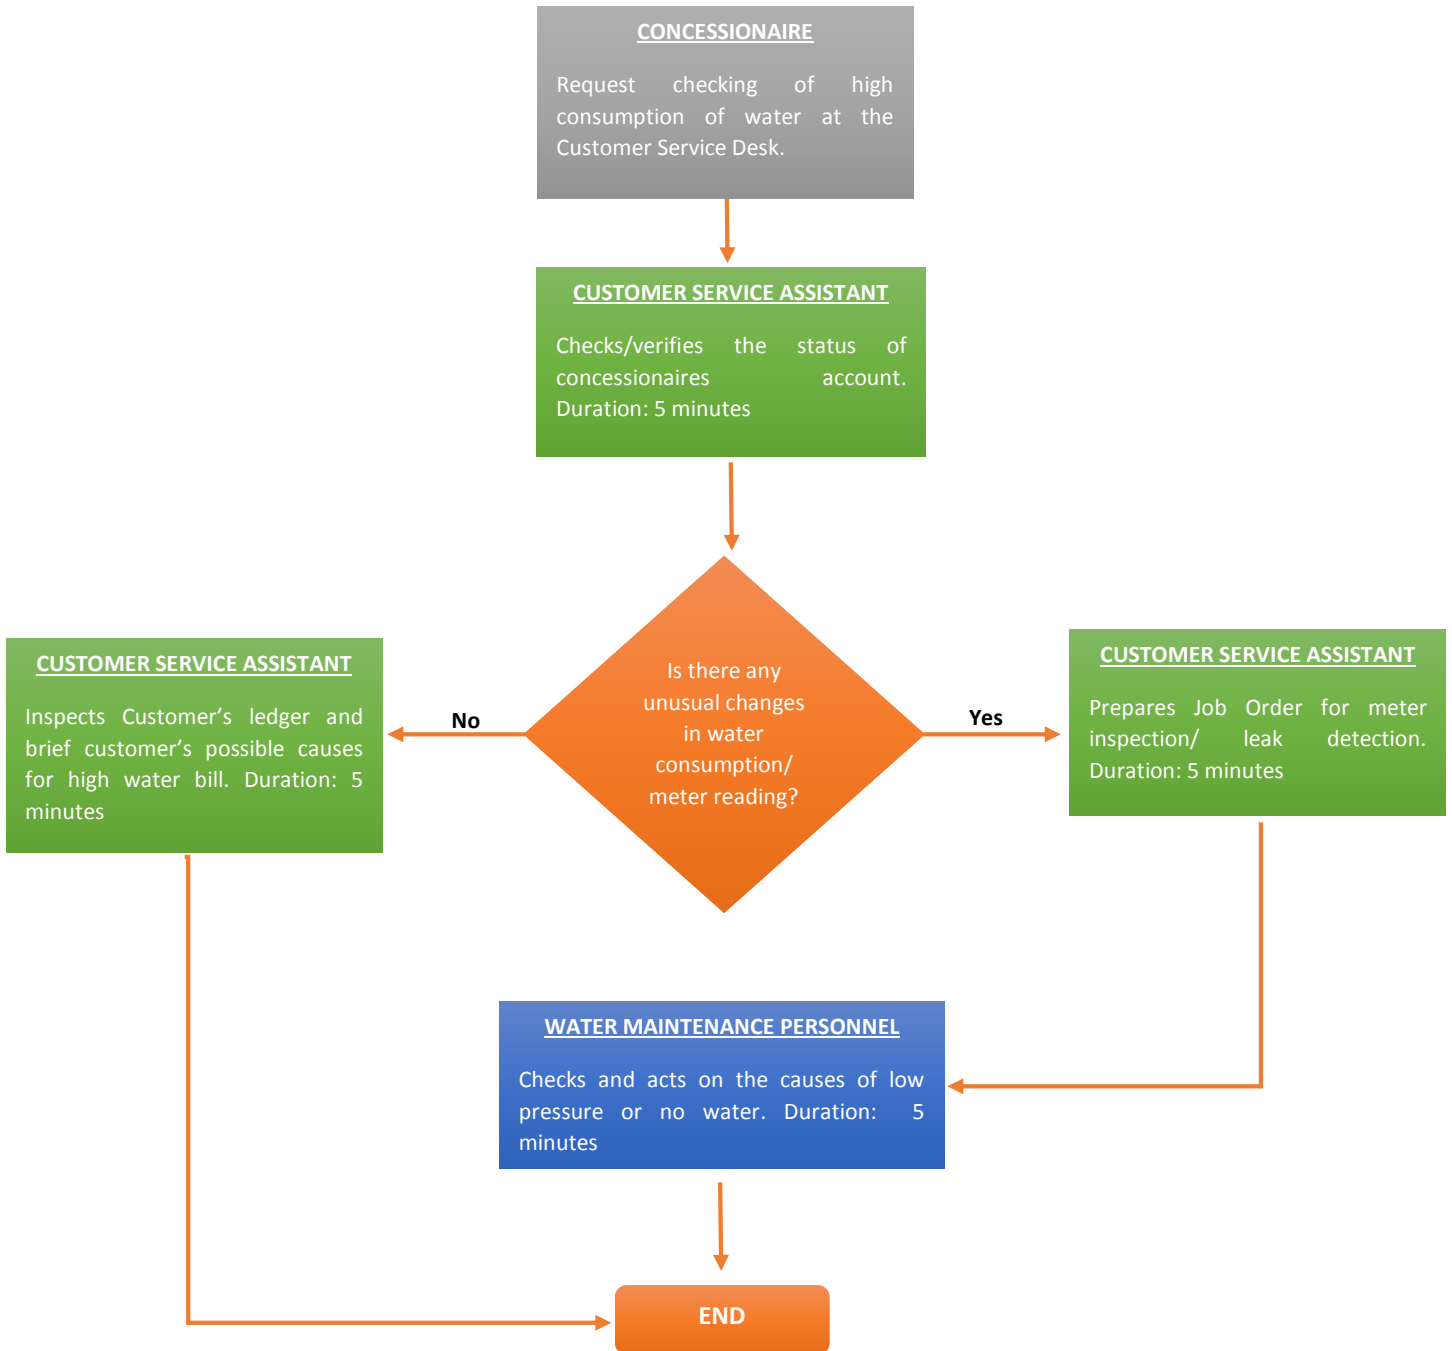 CONCESSIONAIRE
Request checking of high
consumption of water at the
Customer Service Desk.
CUSTOMER SERVICE ASSISTANT
Checks/verifies the status of
concessionaires account.
Duration: 5 minutes
Is there any
unusual changes
in water
consumption/
meter reading?
No
Yes
CUSTOMER SERVICE ASSISTANT
Inspects Customer’s ledger and
brief customer’s possible causes
for high water bill. Duration: 5
minutes
CUSTOMER SERVICE ASSISTANT
Prepares Job Order for meter
inspection/ leak detection.
Duration: 5 minutes
WATER MAINTENANCE PERSONNEL
Checks and acts on the causes of low
pressure or no water. Duration: 5
minutes
END